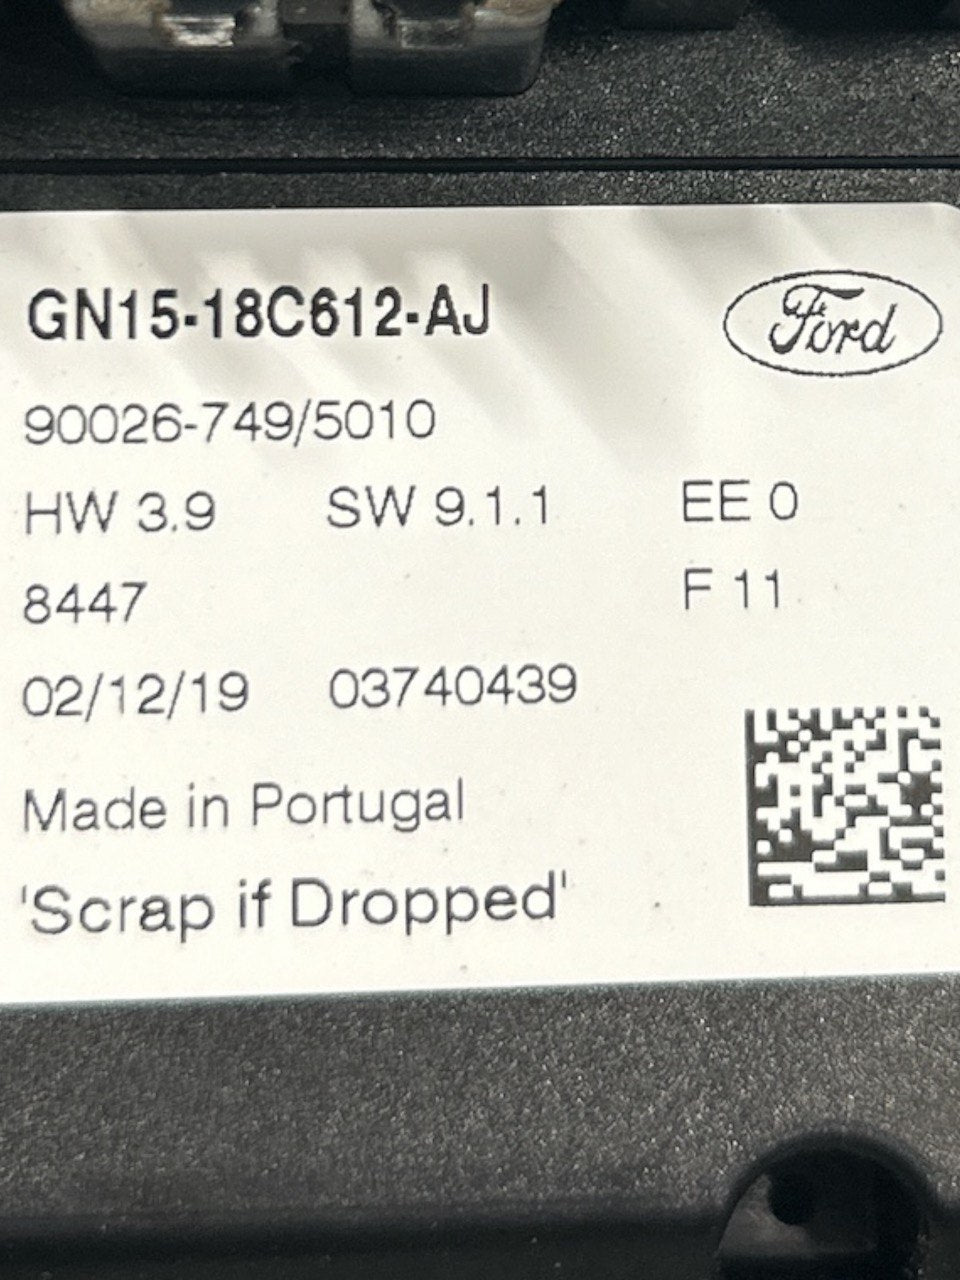 GN15-18C612-AJ
Ford
90026-749/5010
HW 3.9 SW 9.1.1 EE 0
8447 F 11
02/12/19 03740439
Made in Portugal
'Scrap if Dropped'